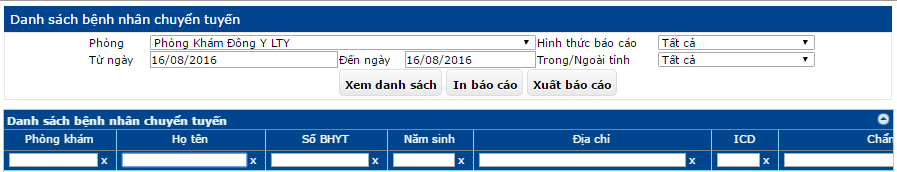 Danh sách bệnh nhân chuyển tuyến
Phòng Phòng Khám Đông Y LTY Hình thức báo cáo Tất cả
Từ ngày 16/08/2016 Đến ngày 16/08/2016 Trong/Ngoài tỉnh Tất cả
Xem danh sách In báo cáo Xuất báo cáo
Danh sách bệnh nhân chuyển tuyến
Phòng khám Họ tên Số BHYT Năm sinh Địa chỉ ICD Chẩn
x x x x x x